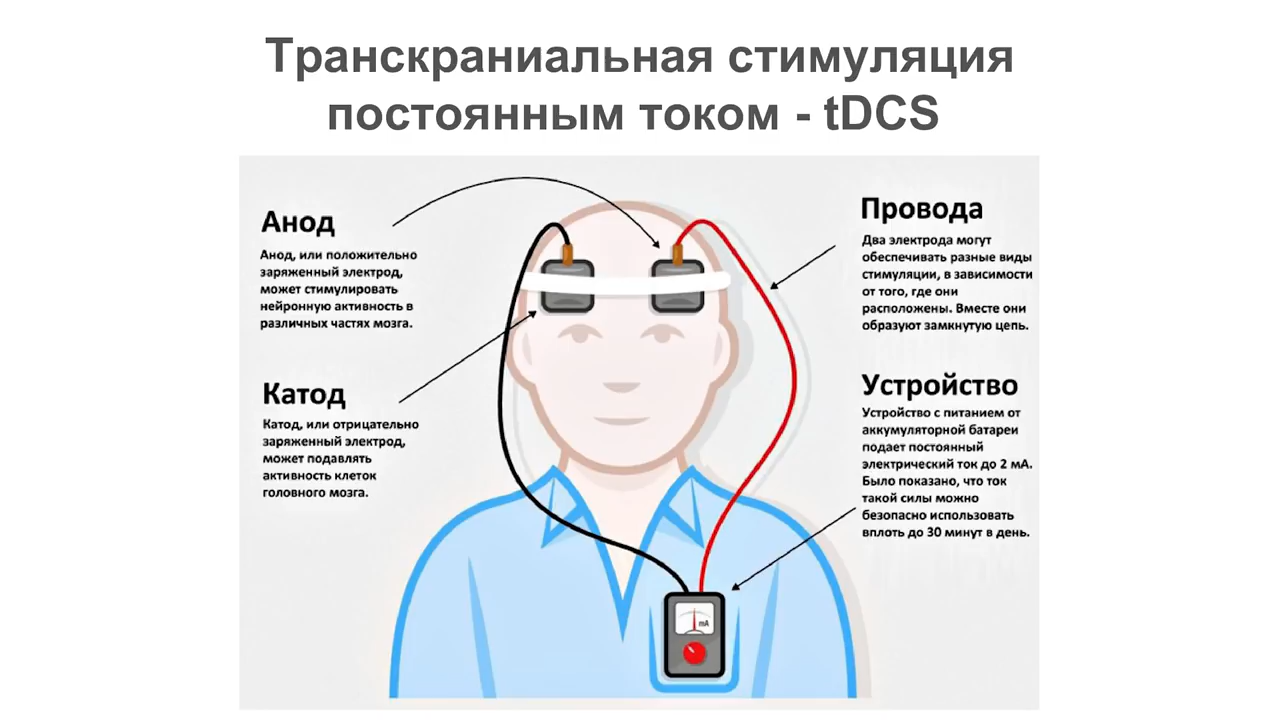 Транскраниальная стимуляция
постоянным током - tDCS
Анод
Анод, или положительно
заряженный электрод,
может стимулировать
нейронную активность в
различных частях мозга.
Катод
Катод, или отрицательно
заряженный электрод,
может подавлять
активность клеток
головного мозга.
Провода
Два электрода могут
обеспечивать разные виды
стимуляции, в зависимости
от того, где они
расположены. Вместе они
образуют замкнутую цепь.
Устройство
Устройство с питанием от
аккумуляторной батареи
подает постоянный
электрический ток до 2 мА.
Было показано, что ток
такой силы можно
безопасно использовать
вплоть до 30 минут в день.
mA